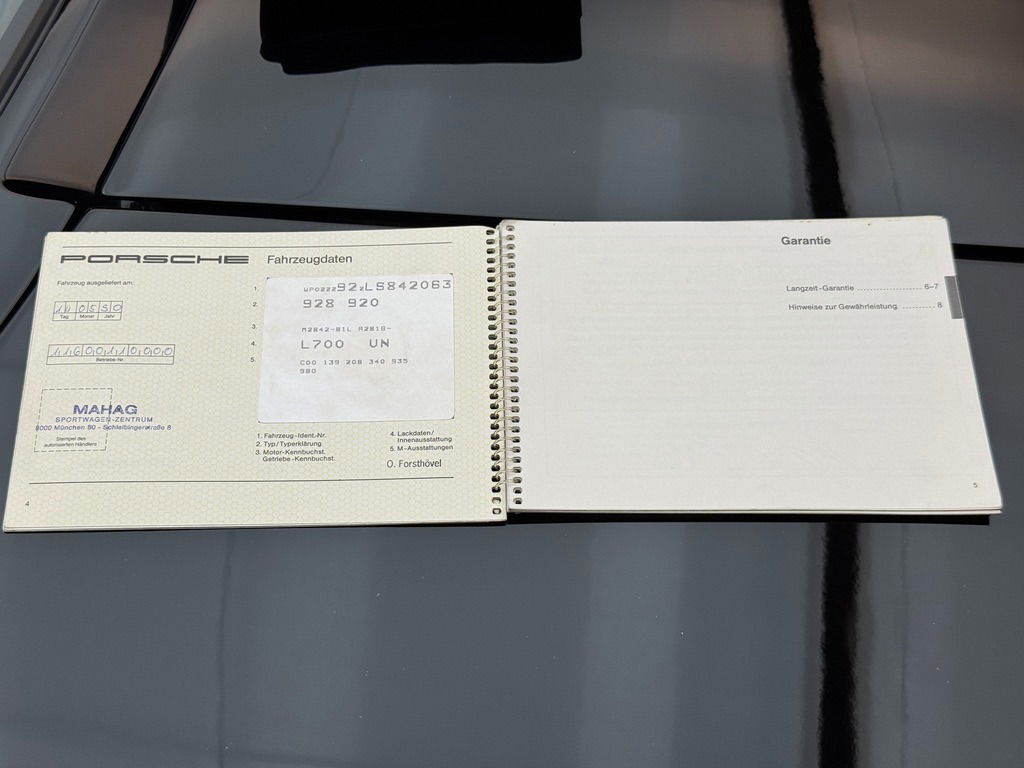 PORSCHE Fahrzeugdaten
Fahrzeug ausgeliefert am:
Tag Monat Jahr
Betriebs-Nr.
MAHAG
SPORTWAGEN-ZENTRUM
8000 München 80 - Schleibingerstraße 8
Stempel des
autorisierten Händlers
1. WP0ZZZ92ZLS842063
2. 928 920
3. M2842-81L A2816-
4. L700 UN
5. C00 139 208 340 935
980
1. Fahrzeug-Ident.-Nr.
2. Typ/Typerklärung
3. Motor-Kennbuchst.
Getriebe-Kennbuchst.
4. Lackdaten/
Innenausstattung
5. M-Ausstattungen
O. Forsthövel
4
Garantie
Langzeit-Garantie 6-7
Hinweise zur Gewährleistung 8
5